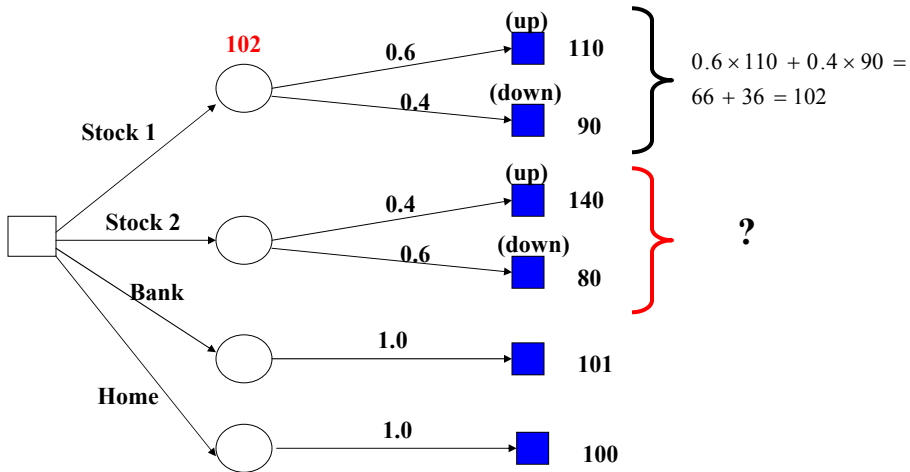 (up)
102
0.6
110
0.6 × 110 + 0.4 × 90 =
66 + 36 = 102
0.4
(down)
90
Stock 1
(up)
0.4
140
Stock 2
?
0.6
(down)
80
Bank
1.0
101
Home
1.0
100